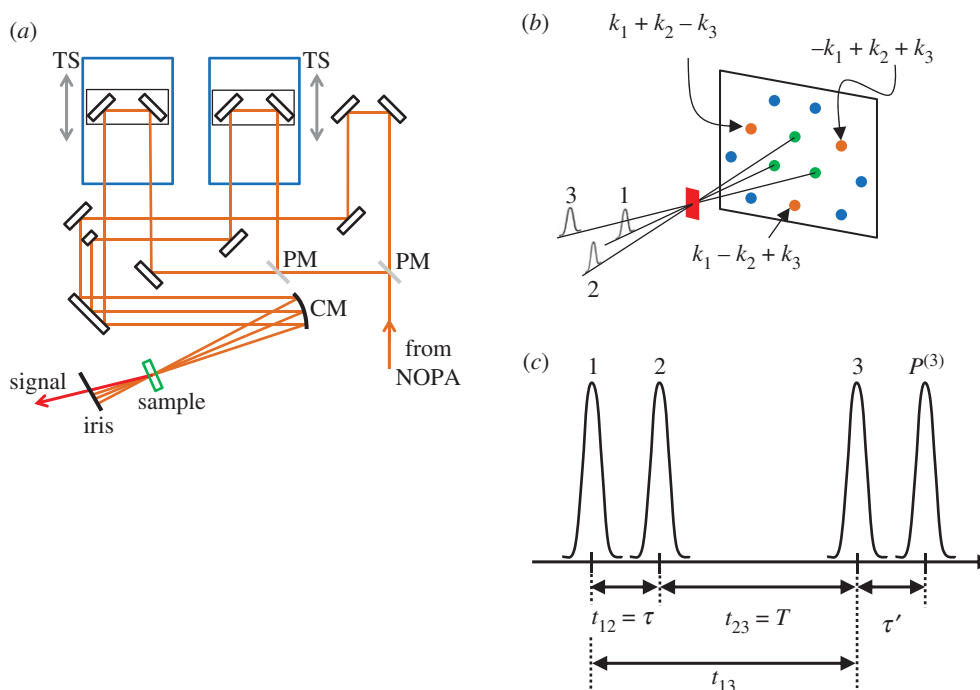 (a)
TS
TS
PM
PM
CM
from
NOPA
signal
sample
iris
(b)
k₁ + k₂ – k₃
–k₁ + k₂ + k₃
3
1
2
k₁ – k₂ + k₃
(c)
1
2
3
P⁽³⁾
t₁₂ = τ
t₂₃ = T
τ′
t₁₃